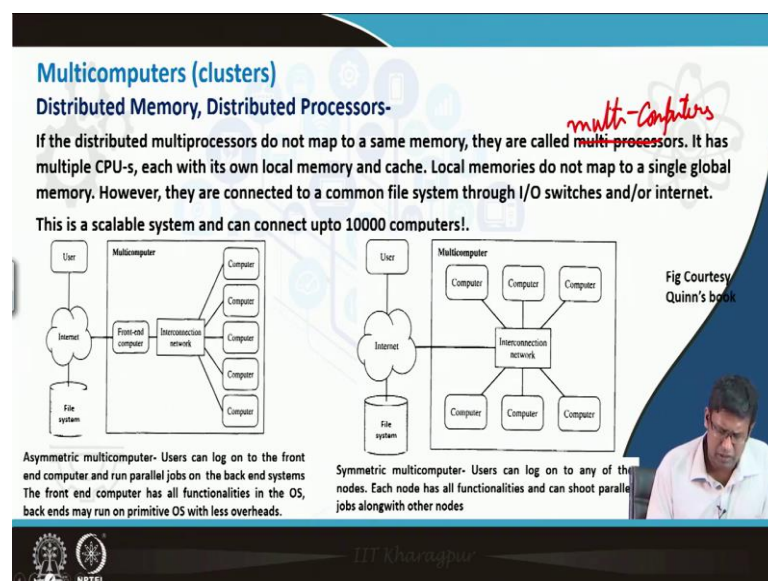 Multicomputers (clusters)
Distributed Memory, Distributed Processors-
multi-Computers
If the distributed multiprocessors do not map to a same memory, they are called multi processors. It has
multiple CPU-s, each with its own local memory and cache. Local memories do not map to a single global
memory. However, they are connected to a common file system through I/O switches and/or internet.
This is a scalable system and can connect upto 10000 computers!.
User
Multicomputer
Computer
Computer
Internet
Front-end
computer
Interconnection
network
Computer
Computer
File
system
Computer
User
Multicomputer
Computer
Computer
Computer
Internet
Interconnection
network
File
system
Computer
Computer
Computer
Fig Courtesy
Quinn's book
Asymmetric multicomputer- Users can log on to the front
end computer and run parallel jobs on the back end systems
The front end computer has all functionalities in the OS,
back ends may run on primitive OS with less overheads.
Symmetric multicomputer- Users can log on to any of the
nodes. Each node has all functionalities and can shoot paralle
jobs alongwith other nodes
IIT Kharagpur
NPTEL